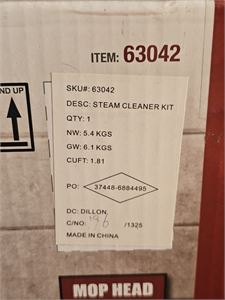 ITEM: 63042
ND UP
SKU#: 63042
DESC: STEAM CLEANER KIT
QTY: 1
NW: 5.4 KGS
GW: 6.1 KGS
CUFT: 1.81
PO: 37448-6884495
DC: DILLON,
C/NO: 96 /1325
MADE IN CHINA
MOP HEAD